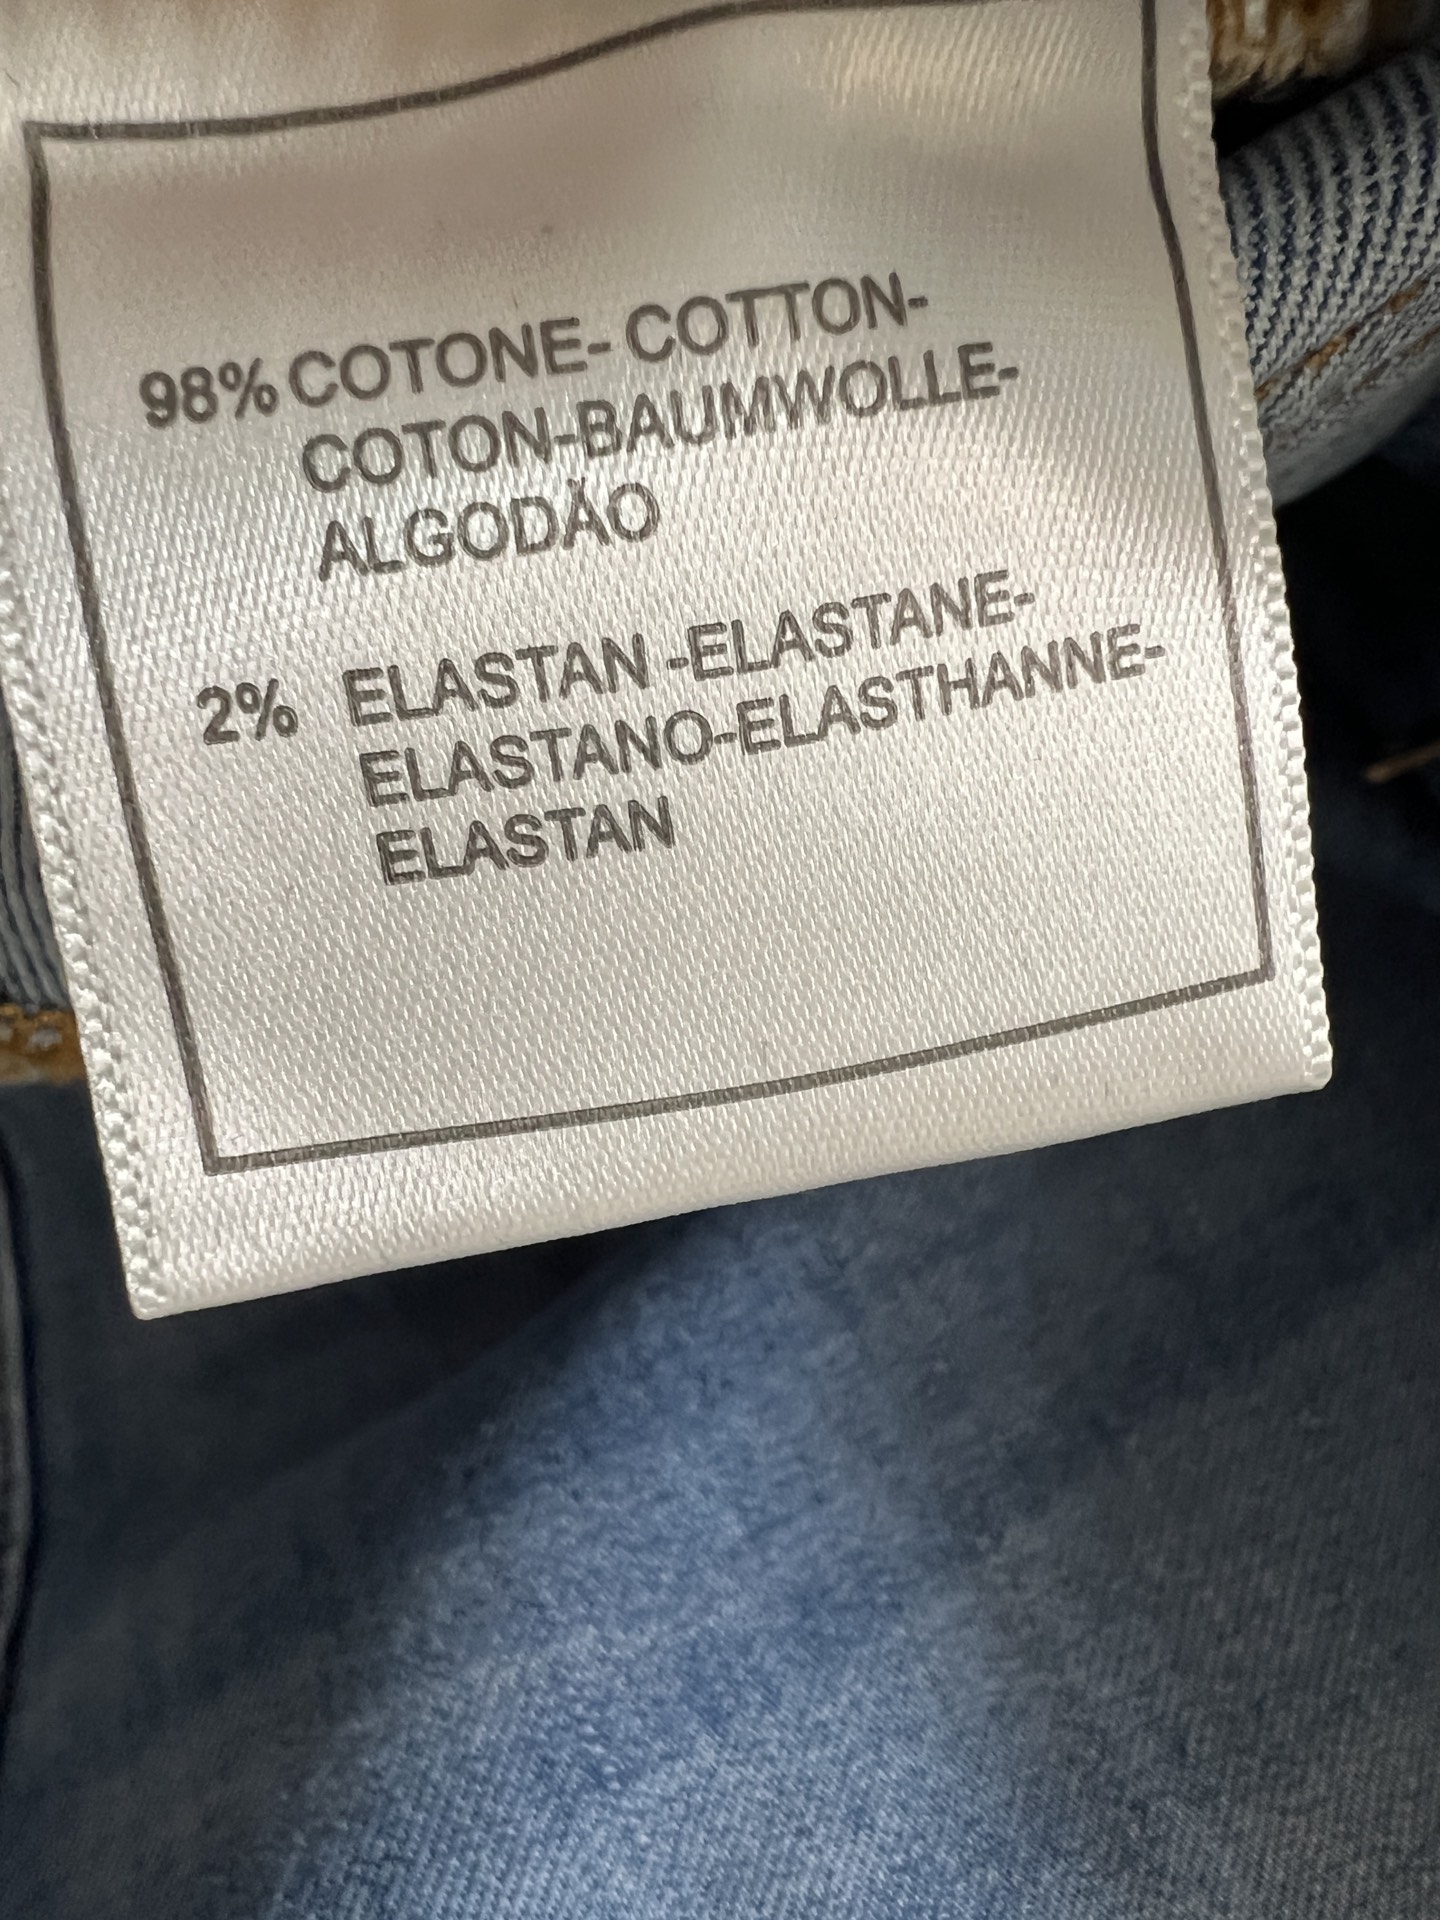 98% COTONE- COTTON-
COTON-BAUMWOLLE-
ALGODÃO
2% ELASTAN -ELASTANE-
ELASTANO-ELASTHANNE-
ELASTAN